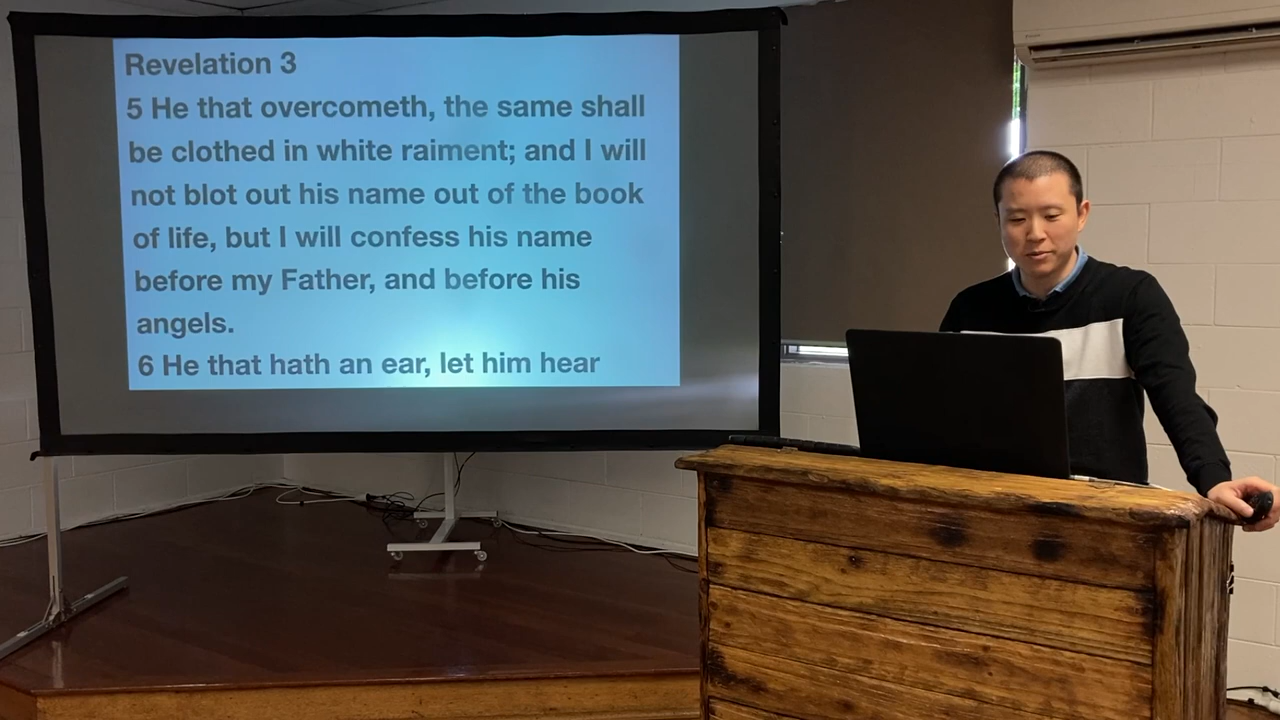 Revelation 3
5 He that overcometh, the same shall
be clothed in white raiment; and I will
not blot out his name out of the book
of life, but I will confess his name
before my Father, and before his
angels.
6 He that hath an ear, let him hear